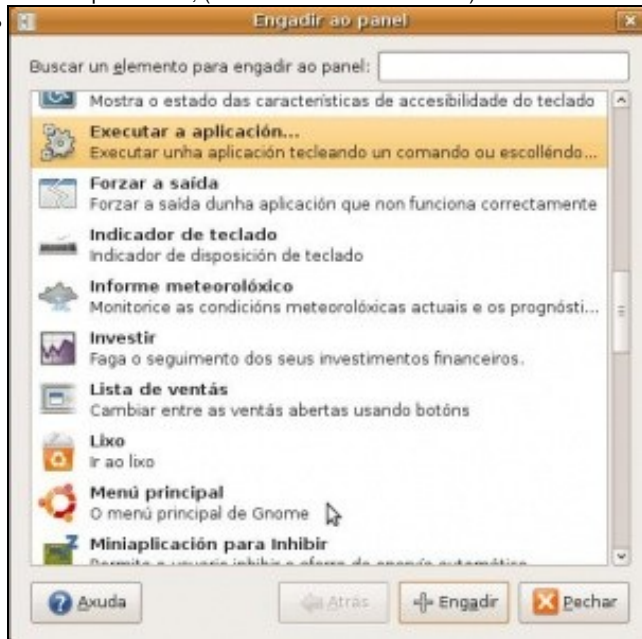 Engadir ao panel
Buscar un elemento para engadir ao panel:
Mostra o estado das características de accesibilidade do teclado
Executar a aplicación...
Executar unha aplicación tecleando un comando ou escolléndo...
Forzar a saída
Forzar a saída dunha aplicación que non funciona correctamente
Indicador de teclado
Indicador de disposición de teclado
Informe meteorolóxico
Monitorice as condicións meteorolóxicas actuais e os prognósti...
Investir
Faga o seguimento dos seus investimentos financeiros.
Lista de ventás
Cambiar entre as ventás abertas usando botóns
Lixo
Ir ao lixo
Menú principal
O menú principal de Gnome
Miniaplicación para Inhibir
Axuda
Atrás
Engadir
Pechar